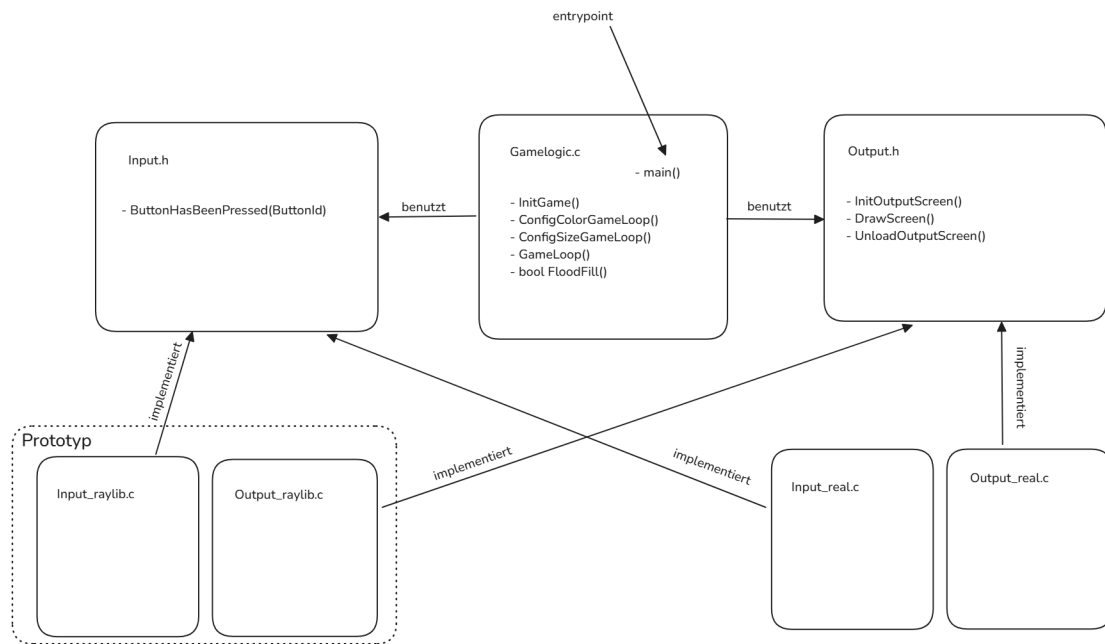 entrypoint
Input.h
- ButtonHasBeenPressed(ButtonId)
benutzt
Gamelogic.c
- main()
- InitGame()
- ConfigColorGameLoop()
- ConfigSizeGameLoop()
- GameLoop()
- bool FloodFill()
benutzt
Output.h
- InitOutputScreen()
- DrawScreen()
- UnloadOutputScreen()
implementiert
implementiert
implementiert
implementiert
Prototyp
Input_raylib.c
Output_raylib.c
Input_real.c
Output_real.c